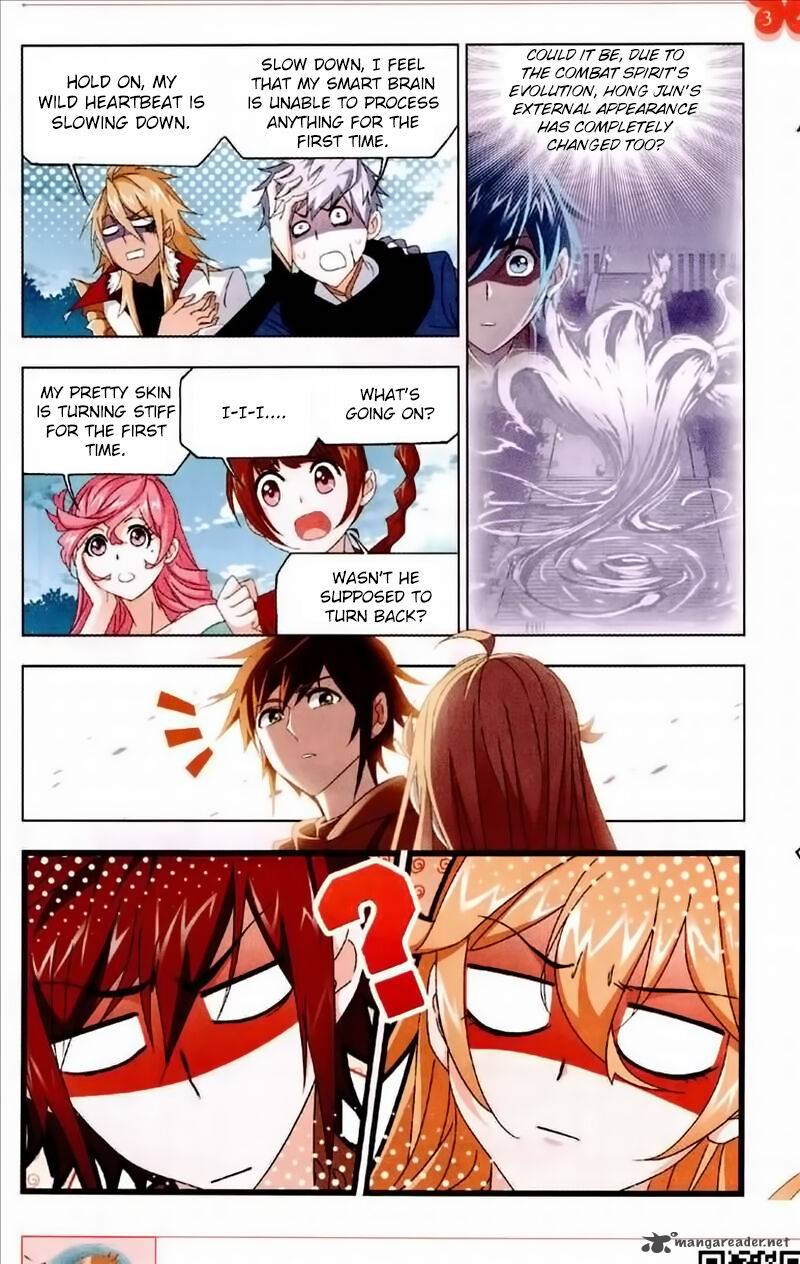 3
HOLD ON, MY
WILD HEARTBEAT IS
SLOWING DOWN.
SLOW DOWN, I FEEL
THAT MY SMART BRAIN
IS UNABLE TO PROCESS
ANYTHING FOR THE
FIRST TIME.
COULD IT BE, DUE TO
THE COMBAT SPIRIT'S
EVOLUTION, HONG JUN'S
EXTERNAL APPEARANCE
HAS COMPLETELY
CHANGED TOO?
MY PRETTY SKIN
IS TURNING STIFF
FOR THE FIRST
TIME.
I-I-I....
WHAT'S
GOING ON?
WASN'T HE
SUPPOSED TO
TURN BACK?
?
mangareader.net